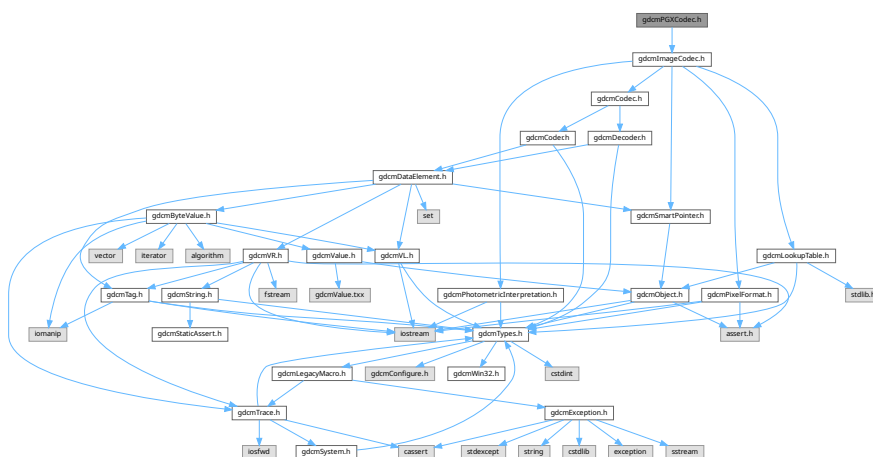 gdcmPGXCodec.h
gdcmImageCodec.h
gdcmCodec.h
gdcmCoder.h
gdcmDecoder.h
gdcmDataElement.h
gdcmByteValue.h
set
gdcmSmartPointer.h
vector
iterator
algorithm
gdcmVR.h
gdcmValue.h
gdcmVL.h
gdcmLookupTable.h
gdcmTag.h
gdcmString.h
fstream
gdcmValue.txx
gdcmPhotometricInterpretation.h
gdcmObject.h
gdcmPixelFormat.h
stdlib.h
iomanip
gdcmStaticAssert.h
iostream
gdcmTypes.h
assert.h
gdcmLegacyMacro.h
gdcmConfigure.h
gdcmWin32.h
cstdint
gdcmTrace.h
gdcmException.h
iosfwd
gdcmSystem.h
cassert
stdexcept
string
cstdlib
exception
sstream